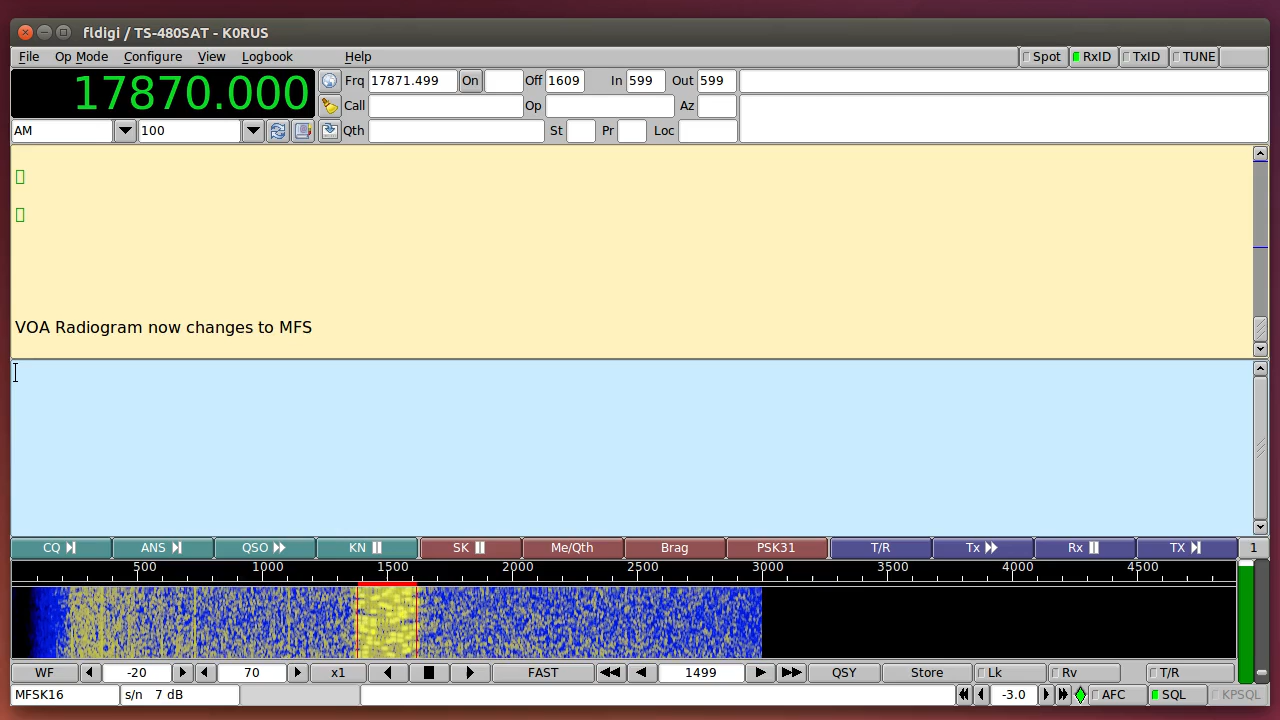 fldigi / TS-480SAT - K0RUS
File Op Mode Configure View Logbook Help Spot RxID TxID TUNE
17870.000 Frq 17871.499 On Off 1609 In 599 Out 599
Call Op Az
AM 100 Qth St Pr Loc
VOA Radiogram now changes to MFS
CQ ANS QSO KN SK Me/Qth Brag PSK31 T/R Tx Rx TX 1
500 1000 1500 2000 2500 3000 3500 4000 4500
WF -20 70 x1 FAST 1499 QSY Store Lk Rv T/R
MFSK16 s/n 7 dB -3.0 AFC SQL KPSQL